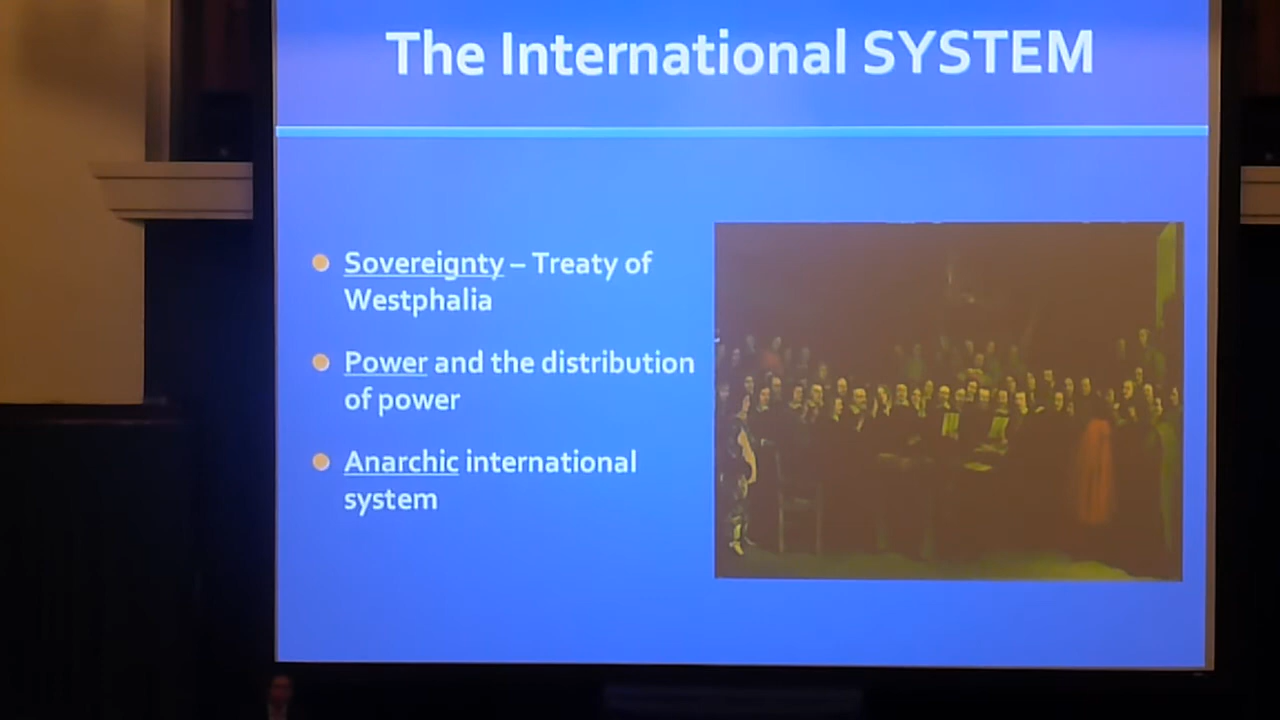 The International SYSTEM
Sovereignty – Treaty of
Westphalia
Power and the distribution
of power
Anarchic international
system